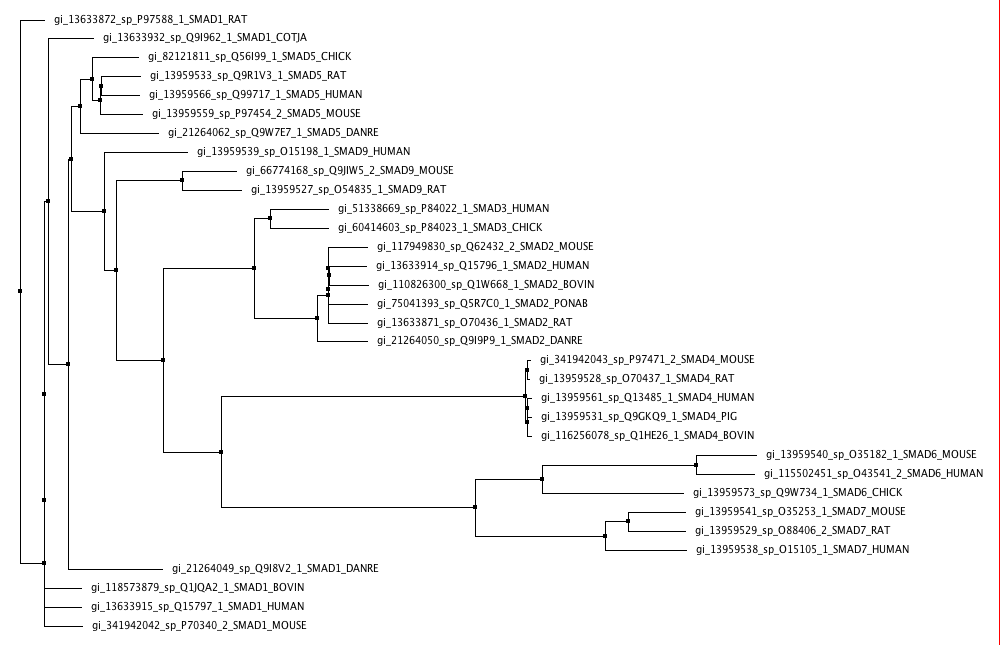 gi_13633872_sp_P97588_1_SMAD1_RAT
gi_13633932_sp_Q9I962_1_SMAD1_COTJA
gi_82121811_sp_Q56I99_1_SMAD5_CHICK
gi_13959533_sp_Q9R1V3_1_SMAD5_RAT
gi_13959566_sp_Q99717_1_SMAD5_HUMAN
gi_13959559_sp_P97454_2_SMAD5_MOUSE
gi_21264062_sp_Q9W7E7_1_SMAD5_DANRE
gi_13959539_sp_O15198_1_SMAD9_HUMAN
gi_66774168_sp_Q9JIW5_2_SMAD9_MOUSE
gi_13959527_sp_O54835_1_SMAD9_RAT
gi_51338669_sp_P84022_1_SMAD3_HUMAN
gi_60414603_sp_P84023_1_SMAD3_CHICK
gi_117949830_sp_Q62432_2_SMAD2_MOUSE
gi_13633914_sp_Q15796_1_SMAD2_HUMAN
gi_110826300_sp_Q1W668_1_SMAD2_BOVIN
gi_75041393_sp_Q5R7C0_1_SMAD2_PONAB
gi_13633871_sp_O70436_1_SMAD2_RAT
gi_21264050_sp_Q9I9P9_1_SMAD2_DANRE
gi_341942043_sp_P97471_2_SMAD4_MOUSE
gi_13959528_sp_O70437_1_SMAD4_RAT
gi_13959561_sp_Q13485_1_SMAD4_HUMAN
gi_13959531_sp_Q9GKQ9_1_SMAD4_PIG
gi_116256078_sp_Q1HE26_1_SMAD4_BOVIN
gi_13959540_sp_O35182_1_SMAD6_MOUSE
gi_115502451_sp_O43541_2_SMAD6_HUMAN
gi_13959573_sp_Q9W734_1_SMAD6_CHICK
gi_13959541_sp_O35253_1_SMAD7_MOUSE
gi_13959529_sp_O88406_2_SMAD7_RAT
gi_13959538_sp_O15105_1_SMAD7_HUMAN
gi_21264049_sp_Q9I8V2_1_SMAD1_DANRE
gi_118573879_sp_Q1JQA2_1_SMAD1_BOVIN
gi_13633915_sp_Q15797_1_SMAD1_HUMAN
gi_341942042_sp_P70340_2_SMAD1_MOUSE